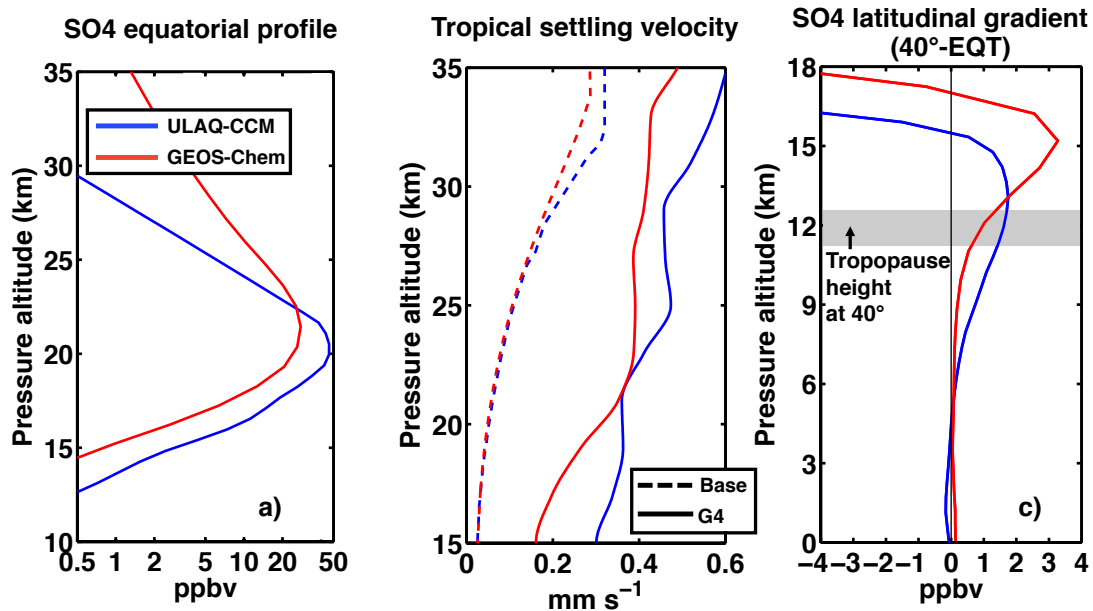 SO4 equatorial profile
35
30
25
20
15
10
Pressure altitude (km)
ULAQ-CCM
GEOS-Chem
a)
0.5 1 2 5 10 20 50
ppbv
Tropical settling velocity
35
30
25
20
15
Pressure altitude (km)
Base
G4
0 0.2 0.4 0.6
mm s⁻¹
SO4 latitudinal gradient
(40°-EQT)
18
15
12
9
6
3
0
Pressure altitude (km)
Tropopause
height
at 40°
c)
−4 −3 −2 −1 0 1 2 3 4
ppbv